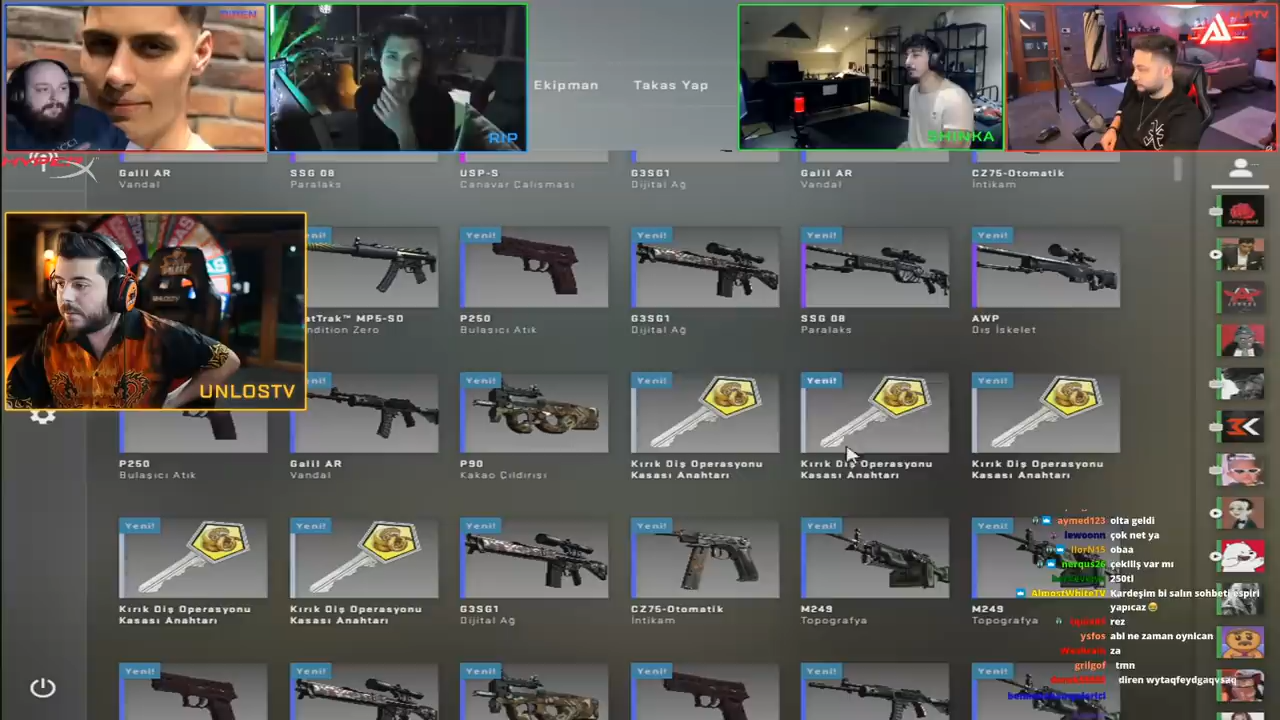 DIREN
RIP
Ekipman
Takas Yap
SHINKA
Galil AR
Vandal
SSG 08
Paralaks
USP-S
Canavar Çalışması
G3SG1
Dijital Ağ
Galil AR
Vandal
CZ75-Otomatik
İntikam
UNLOSTV
Yeni!
Yeni!
Yeni!
Yeni!
MP5-SD
Condition Zero
P250
Bulaşıcı Atık
G3SG1
Dijital Ağ
SSG 08
Paralaks
AWP
Dış İskelet
Yeni!
Yeni!
Yeni!
Yeni!
P250
Bulaşıcı Atık
Galil AR
Vandal
P90
Kakao Çıldırısı
Kırık Diş Operasyonu
Kasası Anahtarı
Kırık Diş Operasyonu
Kasası Anahtarı
Kırık Diş Operasyonu
Kasası Anahtarı
Yeni!
Yeni!
Yeni!
Yeni!
Yeni!
Yeni!
Kırık Diş Operasyonu
Kasası Anahtarı
Kırık Diş Operasyonu
Kasası Anahtarı
G3SG1
Dijital Ağ
CZ75-Otomatik
İntikam
M249
Topografya
M249
Topografya
Yeni!
Yeni!
Yeni!
Yeni!
Yeni!
Yeni!
aymed123 olta geldi
lewoonn çok net ya
IlorN15 obaa
nerqus26 çekiliş var mı
250tl
AlmostWhiteTV Kardeşim bi salın sohbeti espiri
yapıcaz
rez
ysfos abi ne zaman oynican
za
grilgof tmn
diren wytaqfeydgaqvsaq